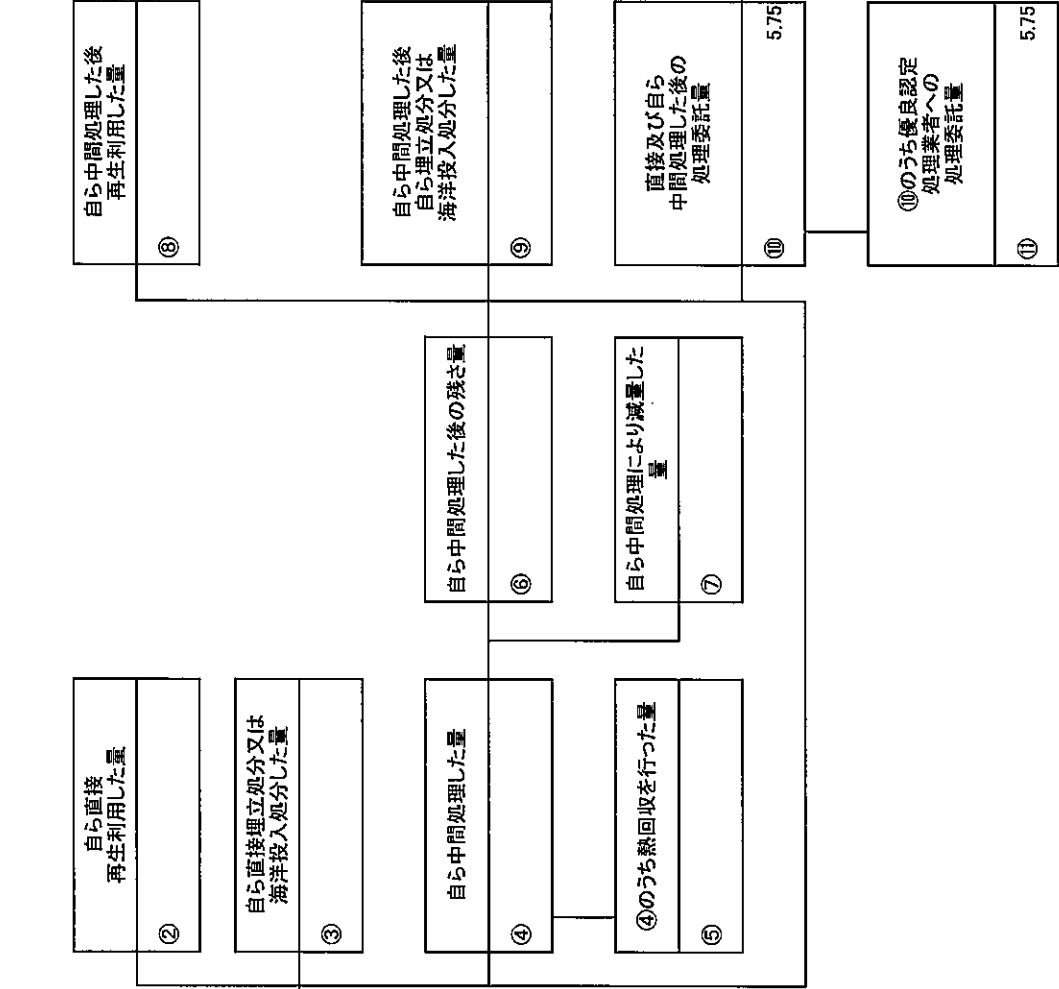 自ら直接
再生利用した量
②
自ら直接埋立処分又は
海洋投入処分した量
③
自ら中間処理した量
④
④のうち熱回収を行った量
⑤
自ら中間処理した後の残さ量
⑥
自ら中間処理により減量した
量
⑦
自ら中間処理した後
再生利用した量
⑧
自ら中間処理した後
自ら埋立処分又は
海洋投入処分した量
⑨
直接及び自ら
中間処理した後の
処理委託量
⑩ 5.75
⑩のうち優良認定
処理業者への
処理委託量
⑪ 5.75